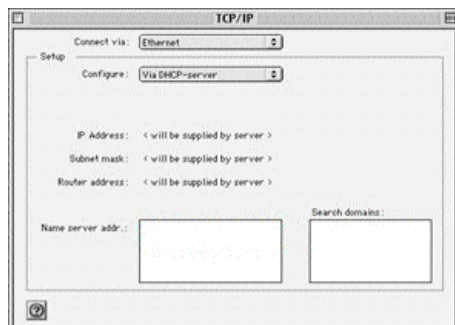 TCP/IP
Connect via: Ethernet
Setup
Configure: Via DHCP-server
IP Address: < will be supplied by server >
Subnet mask: < will be supplied by server >
Router address: < will be supplied by server >
Search domains:
Name server addr.:
?